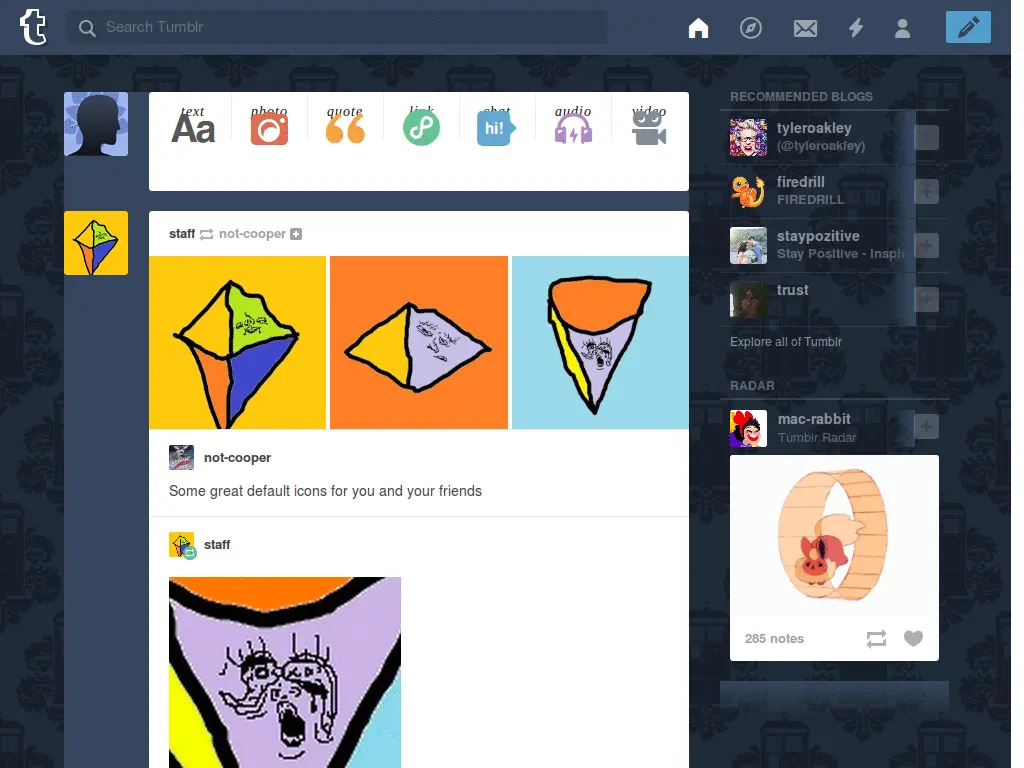 t
Search Tumblr
text photo quote link chat audio video
Aa hi!
RECOMMENDED BLOGS
tyleroakley
(@tyleroakley)
firedrill
FIREDRILL
staypozitive
Stay Positive - Inspi
trust
Explore all of Tumblr
RADAR
mac-rabbit
Tumblr Radar
285 notes
staff not-cooper
not-cooper
Some great default icons for you and your friends
staff